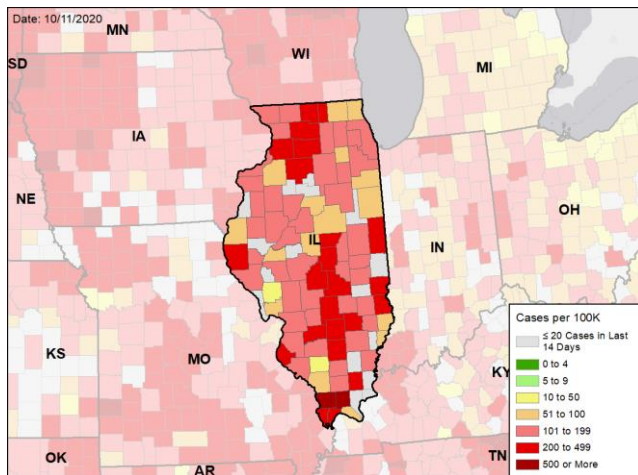 Date: 10/11/2020
MN
SD
WI
MI
IA
NE
OH
IL
IN
KS
MO
KY
OK
AR
TN
Cases per 100K
≤ 20 Cases in Last
14 Days
0 to 4
5 to 9
10 to 50
51 to 100
101 to 199
200 to 499
500 or More